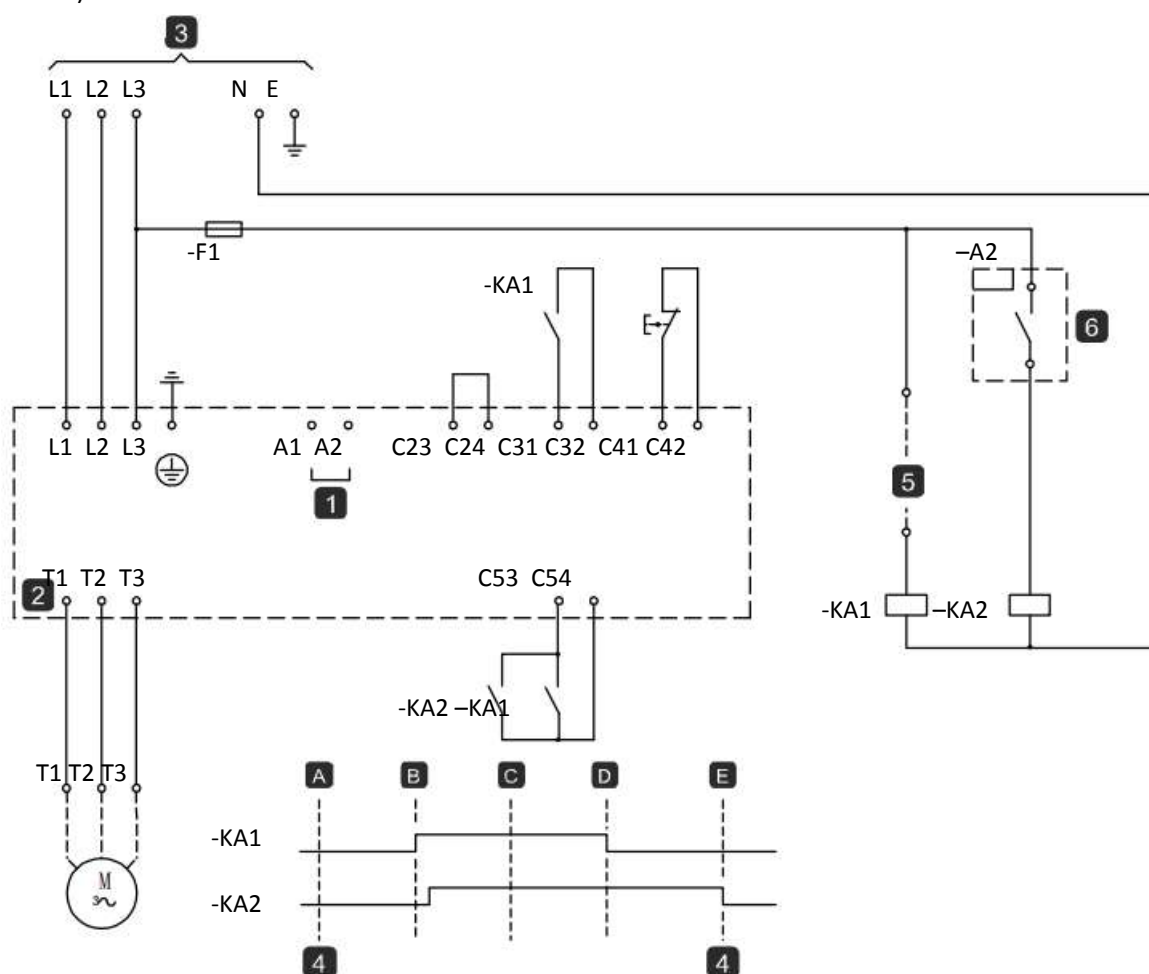 3
L1 L2 L3 N E
-F1
–A2
-KA1
6
L1 L2 L3 A1 A2 C23 C24 C31 C32 C41 C42
1
5
2
T1 T2 T3 C53 C54
-KA1 –KA2
-KA2 –KA1
T1 T2 T3
A B C D E
-KA1
M
3~
-KA2
4 4